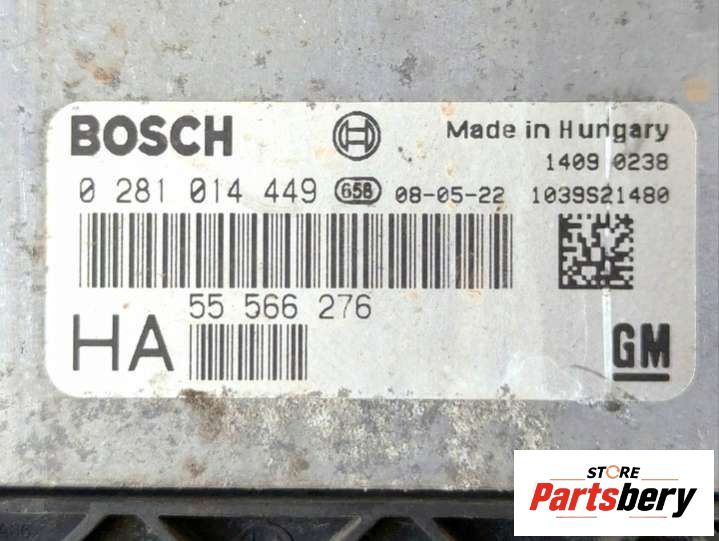 BOSCH
Made in Hungary
1409 0238
0 281 014 449 658 08-05-22 1039S21480
55 566 276
HA
GM
STORE
Partsbery